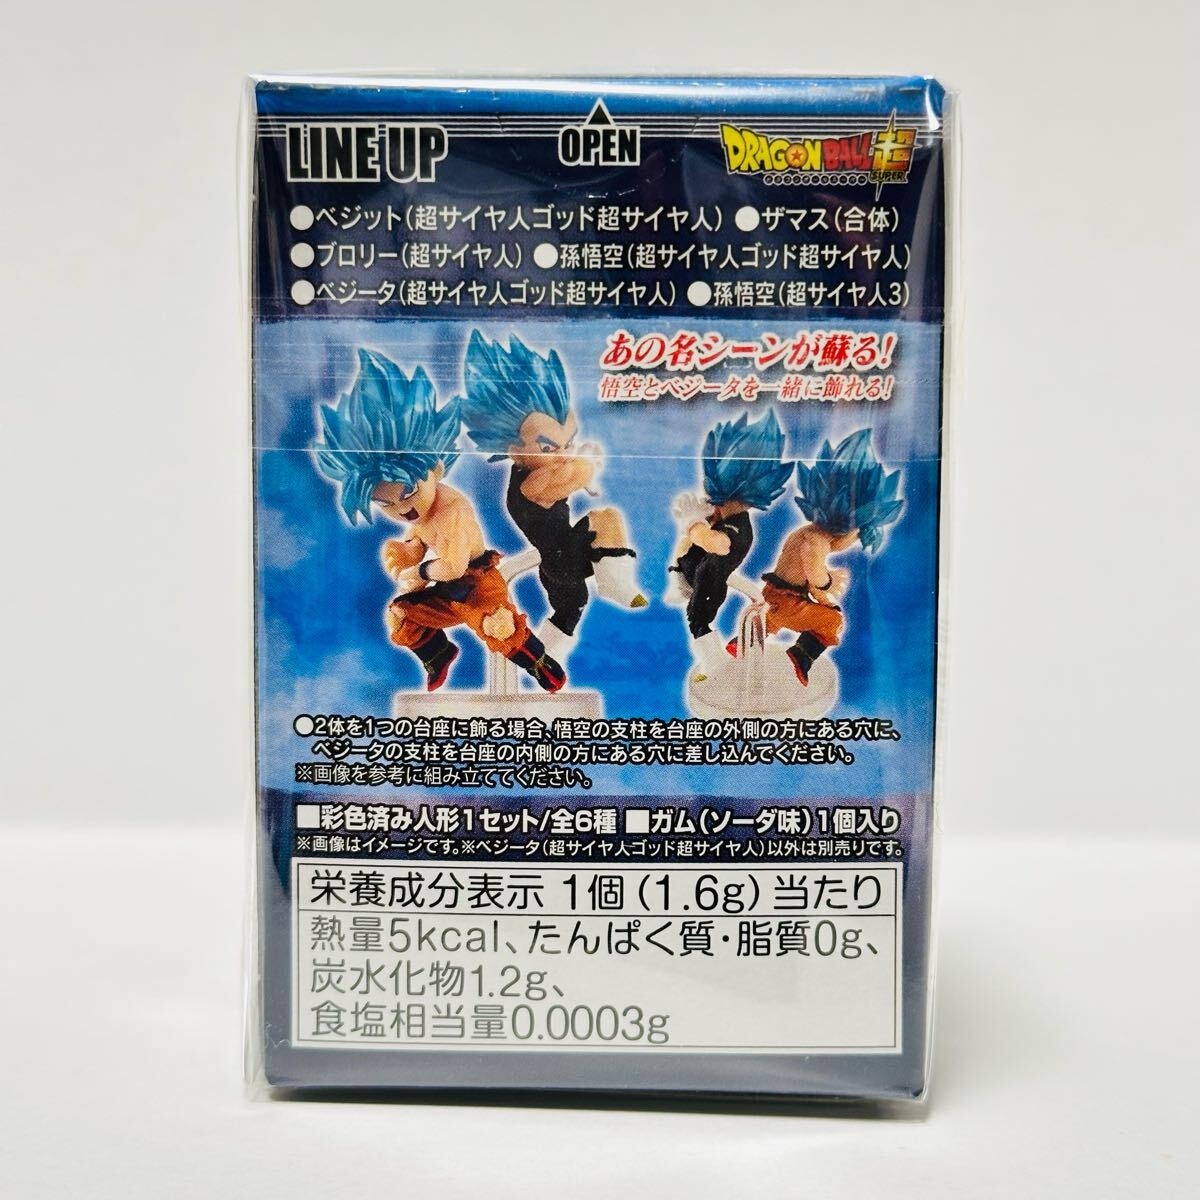 LINE UP
OPEN
DRAGONBALL超
SUPER
●ベジット(超サイヤ人ゴッド超サイヤ人) ●ザマス(合体)
●ブロリー(超サイヤ人) ●孫悟空(超サイヤ人ゴッド超サイヤ人)
●ベジータ(超サイヤ人ゴッド超サイヤ人) ●孫悟空(超サイヤ人3)
あの名シーンが蘇る!
悟空とベジータを一緒に飾れる!
●2体を1つの台座に飾る場合、悟空の支柱を台座の外側の方にある穴に、
ベジータの支柱を台座の内側の方にある穴に差し込んでください。
※画像を参考に組み立ててください。
■彩色済み人形1セット/全6種 ■ガム(ソーダ味)1個入り
※画像はイメージです。※ベジータ(超サイヤ人ゴッド超サイヤ人)以外は別売りです。
栄養成分表示 1個(1.6g)当たり
熱量5kcal、たんぱく質・脂質0g、
炭水化物1.2g、
食塩相当量0.0003g